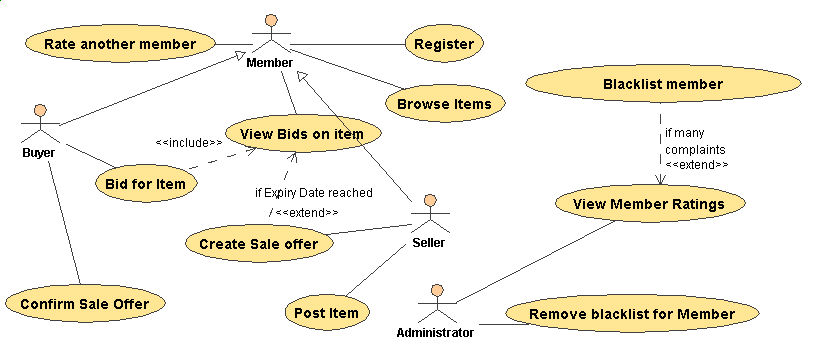 Rate another member
Member
Register
Blacklist member
Browse Items
Buyer
<<include>>
View Bids on item
if many
complaints
<<extend>>
Bid for Item
if Expiry Date reached
/ <<extend>>
View Member Ratings
Create Sale offer
Seller
Confirm Sale Offer
Post Item
Administrator
Remove blacklist for Member